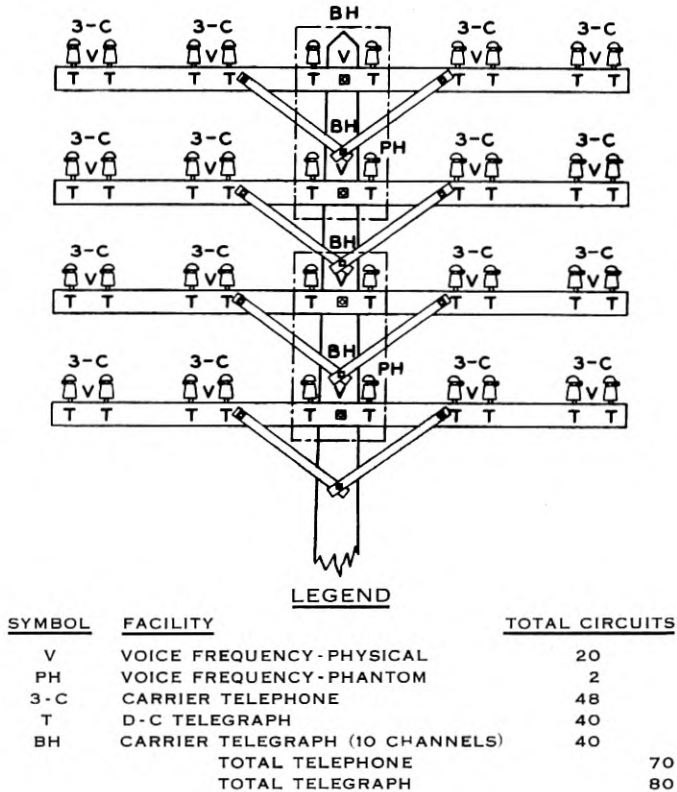 BH
3-C 3-C 3-C 3-C
V V V V V
T T T T T T T T T T
BH
3-C 3-C PH 3-C 3-C
V V V V V
T T T T T T T T T T
BH
3-C 3-C 3-C 3-C
V V V V V
T T T T T T T T T T
BH
3-C 3-C PH 3-C 3-C
V V V V V
T T T T T T T T T T
LEGEND
SYMBOL FACILITY TOTAL CIRCUITS
V VOICE FREQUENCY-PHYSICAL 20
PH VOICE FREQUENCY-PHANTOM 2
3-C CARRIER TELEPHONE 48
T D-C TELEGRAPH 40
BH CARRIER TELEGRAPH (10 CHANNELS) 40
TOTAL TELEPHONE 70
TOTAL TELEGRAPH 80